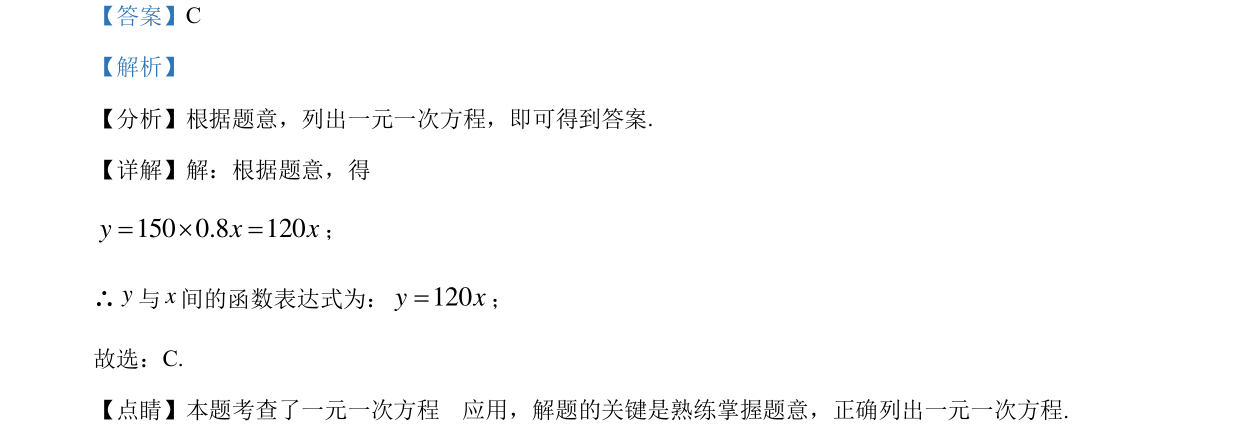 【答案】C
【解析】
【分析】根据题意，列出一元一次方程，即可得到答案.
【详解】解：根据题意，得
y=150×0.8x=120x；
∴y与x间的函数表达式为：y=120x；
故选：C.
【点睛】本题考查了一元一次方程 应用，解题的关键是熟练掌握题意，正确列出一元一次方程.